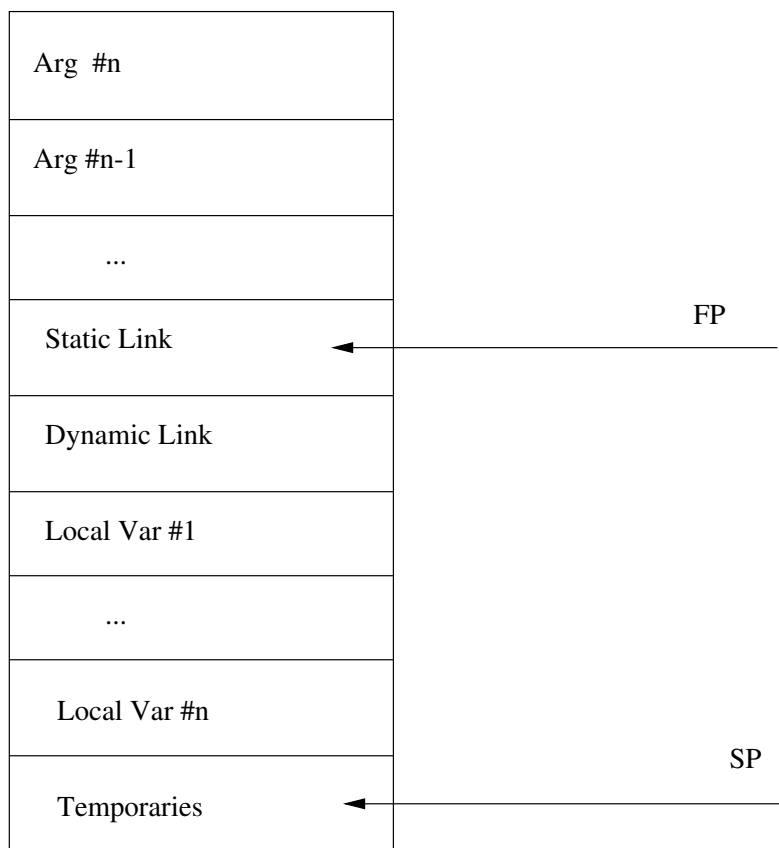 Arg #n
Arg #n-1
...
Static Link
FP
Dynamic Link
Local Var #1
...
Local Var #n
SP
Temporaries